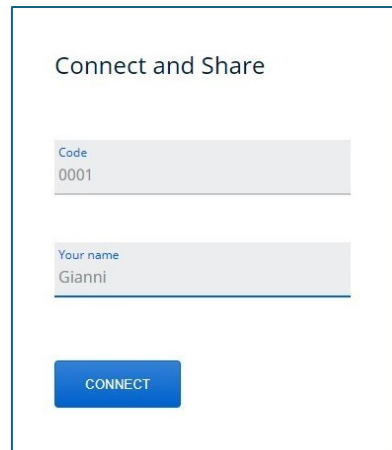 Connect and Share
Code
0001
Your name
Gianni
CONNECT